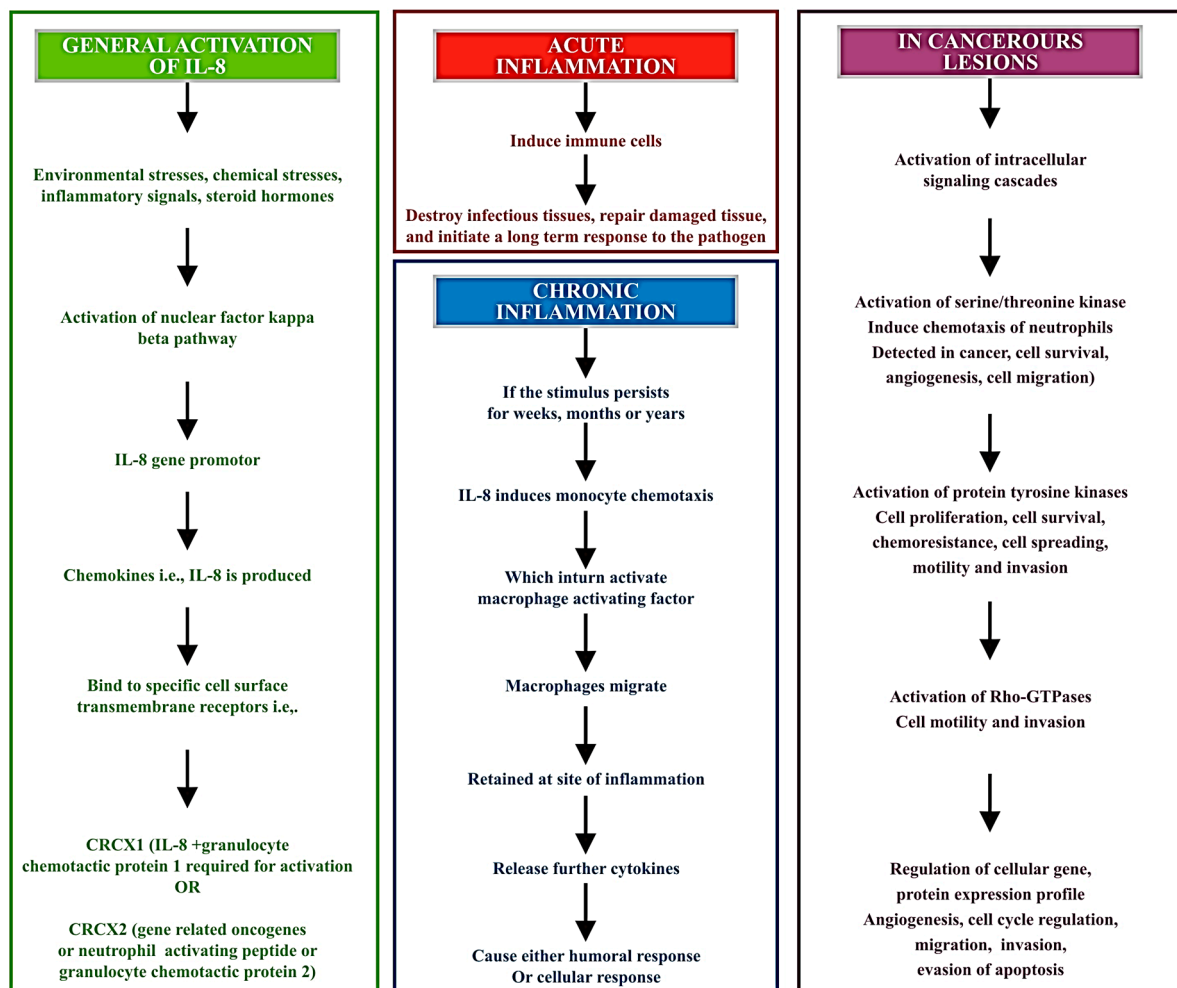 GENERAL ACTIVATION
OF IL-8
Environmental stresses, chemical stresses,
inflammatory signals, steroid hormones
Activation of nuclear factor kappa
beta pathway
IL-8 gene promotor
Chemokines i.e., IL-8 is produced
Bind to specific cell surface
transmembrane receptors i.e,.
CRCX1 (IL-8 +granulocyte
chemotactic protein 1 required for activation
OR
CRCX2 (gene related oncogenes
or neutrophil activating peptide or
granulocyte chemotactic protein 2)
ACUTE
INFLAMMATION
Induce immune cells
Destroy infectious tissues, repair damaged tissue,
and initiate a long term response to the pathogen
CHRONIC
INFLAMMATION
If the stimulus persists
for weeks, months or years
IL-8 induces monocyte chemotaxis
Which inturn activate
macrophage activating factor
Macrophages migrate
Retained at site of inflammation
Release further cytokines
Cause either humoral response
Or cellular response
IN CANCEROURS
LESIONS
Activation of intracellular
signaling cascades
Activation of serine/threonine kinase
Induce chemotaxis of neutrophils
Detected in cancer, cell survival,
angiogenesis, cell migration)
Activation of protein tyrosine kinases
Cell proliferation, cell survival,
chemoresistance, cell spreading,
motility and invasion
Activation of Rho-GTPases
Cell motility and invasion
Regulation of cellular gene,
protein expression profile
Angiogenesis, cell cycle regulation,
migration, invasion,
evasion of apoptosis